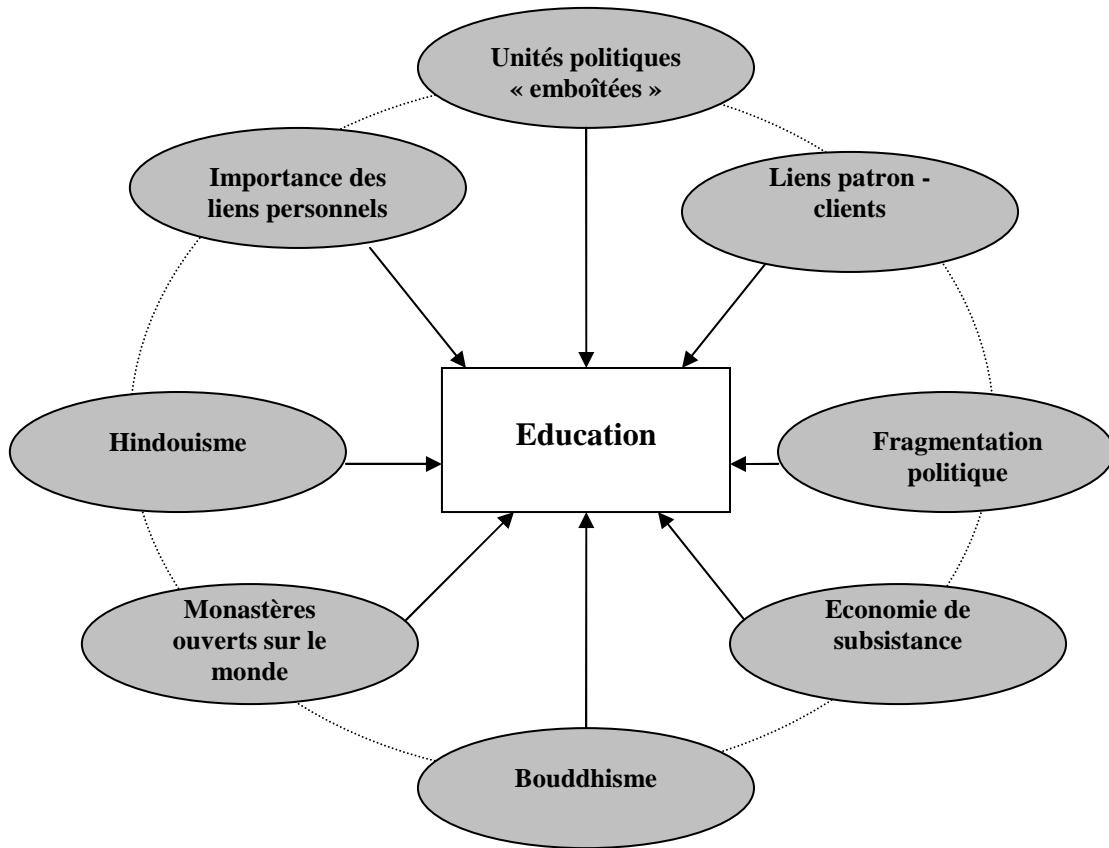 Unités politiques
« emboîtées »
Importance des
liens personnels
Liens patron -
clients
Hindouisme
Education
Fragmentation
politique
Monastères
ouverts sur le
monde
Economie de
subsistance
Bouddhisme